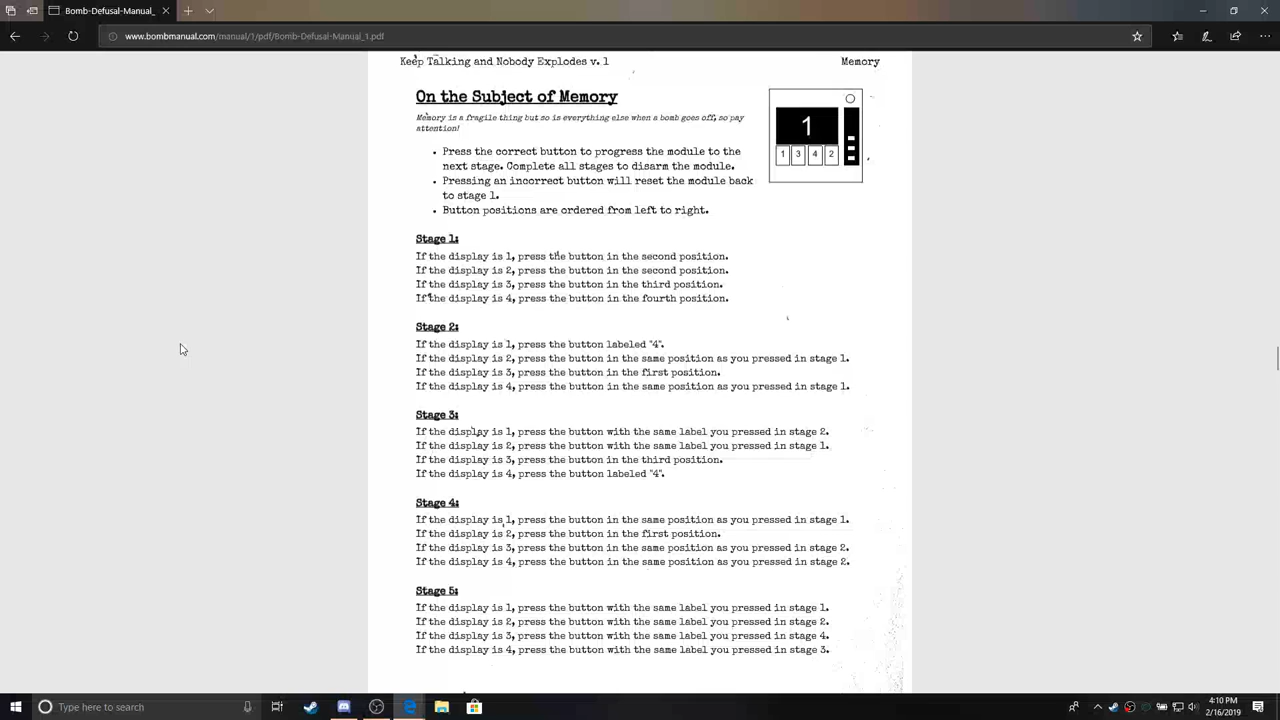 Bomb-Defusal-Manual_
www.bombmanual.com/manual/1/pdf/Bomb-Defusal-Manual_1.pdf
Keep Talking and Nobody Explodes v. 1
Memory
On the Subject of Memory
Memory is a fragile thing but so is everything else when a bomb goes off, so pay
attention!
1
1 3 4 2
• Press the correct button to progress the module to the
next stage. Complete all stages to disarm the module.
• Pressing an incorrect button will reset the module back
to stage 1.
• Button positions are ordered from left to right.
Stage 1:
If the display is 1, press the button in the second position.
If the display is 2, press the button in the second position.
If the display is 3, press the button in the third position.
If the display is 4, press the button in the fourth position.
Stage 2:
If the display is 1, press the button labeled "4".
If the display is 2, press the button in the same position as you pressed in stage 1.
If the display is 3, press the button in the first position.
If the display is 4, press the button in the same position as you pressed in stage 1.
Stage 3:
If the display is 1, press the button with the same label you pressed in stage 2.
If the display is 2, press the button with the same label you pressed in stage 1.
If the display is 3, press the button in the third position.
If the display is 4, press the button labeled "4".
Stage 4:
If the display is 1, press the button in the same position as you pressed in stage 1.
If the display is 2, press the button in the first position.
If the display is 3, press the button in the same position as you pressed in stage 2.
If the display is 4, press the button in the same position as you pressed in stage 2.
Stage 5:
If the display is 1, press the button with the same label you pressed in stage 1.
If the display is 2, press the button with the same label you pressed in stage 2.
If the display is 3, press the button with the same label you pressed in stage 4.
If the display is 4, press the button with the same label you pressed in stage 3.
Type here to search
4:10 PM
2/16/2019